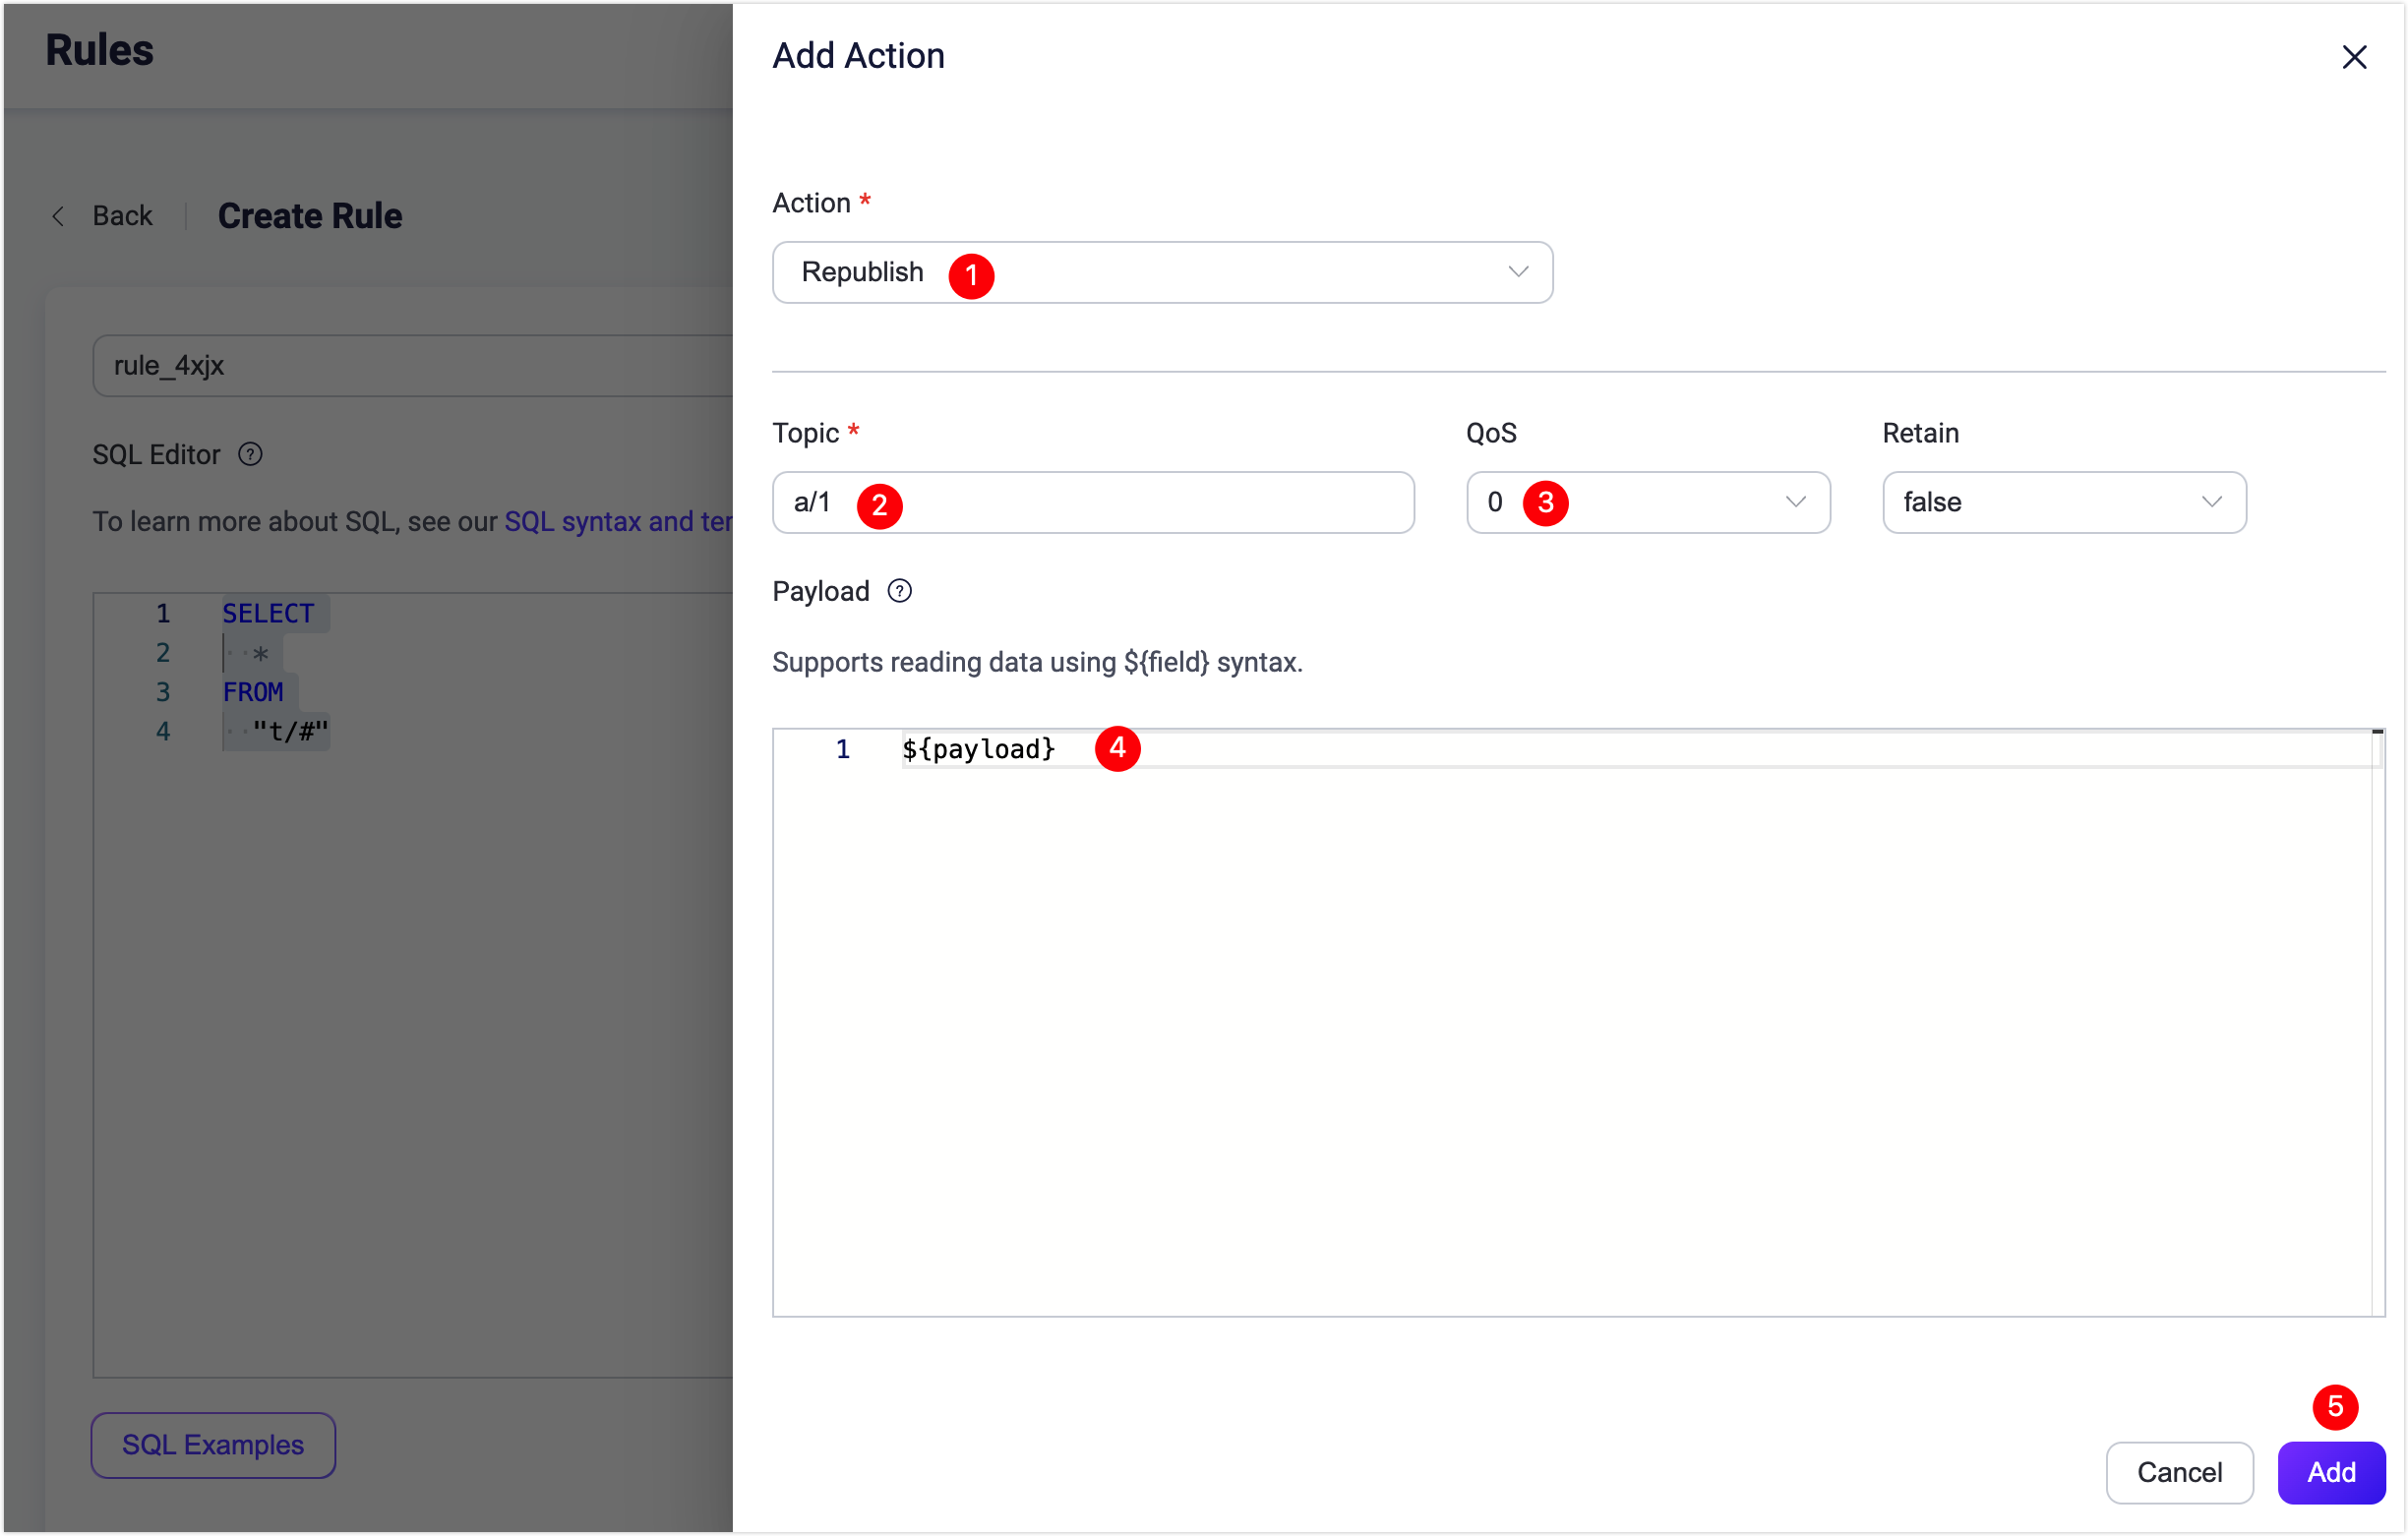 Rules
Back
Create Rule
rule_4xjx
SQL Editor ?
To learn more about SQL, see our SQL syntax and
1 SELECT
2 *
3 FROM
4 "t/#"
SQL Examples
Add Action
Action *
Republish 1
Topic * QoS Retain
a/1 2 0 3 false
Payload ?
Supports reading data using ${field} syntax.
1 ${payload} 4
5
Cancel Add